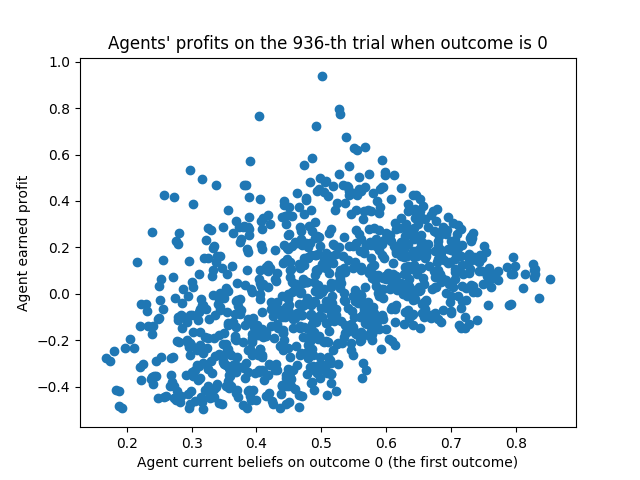 Agents' profits on the 936-th trial when outcome is 0
1.0
0.8
0.6
0.4
0.2
0.0
−0.2
−0.4
Agent earned profit
0.2 0.3 0.4 0.5 0.6 0.7 0.8
Agent current beliefs on outcome 0 (the first outcome)